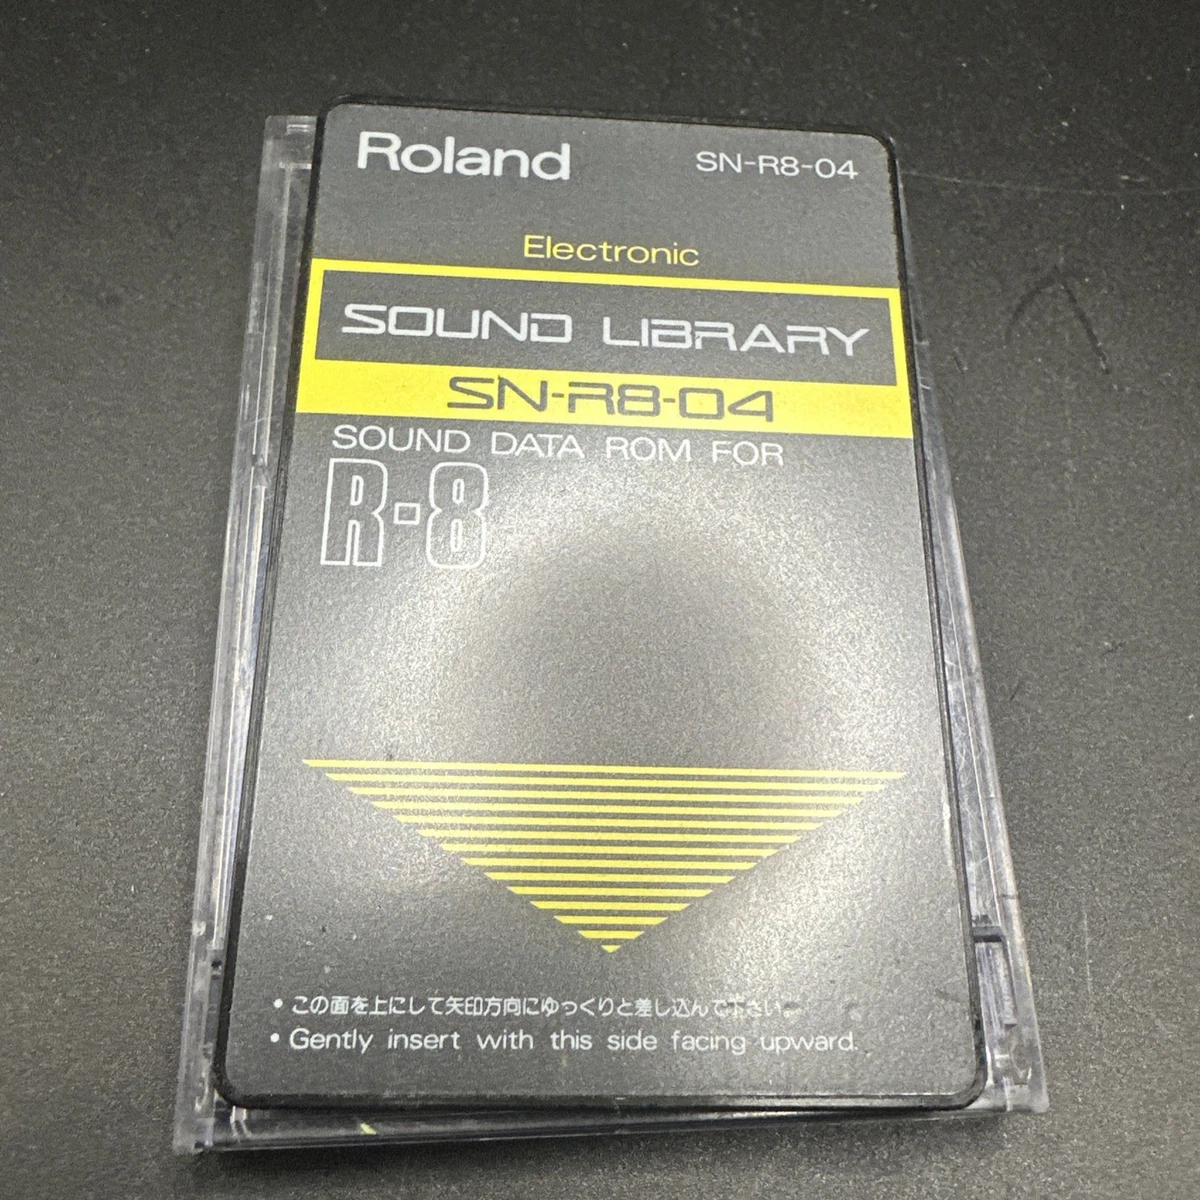 Roland
SN-R8-04
Electronic
SOUND LIBRARY
SN-R8-04
SOUND DATA ROM FOR
R-8
• この面を上にして矢印方向にゆっくりと差し込んで下さい。
• Gently insert with this side facing upward.